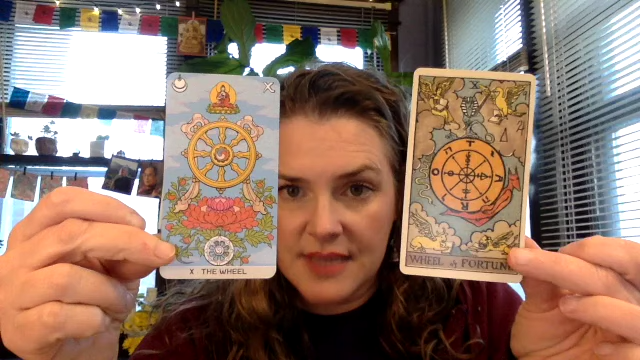 X
X THE WHEEL
X
T
A
R
O
WHEEL of FORTUNE.